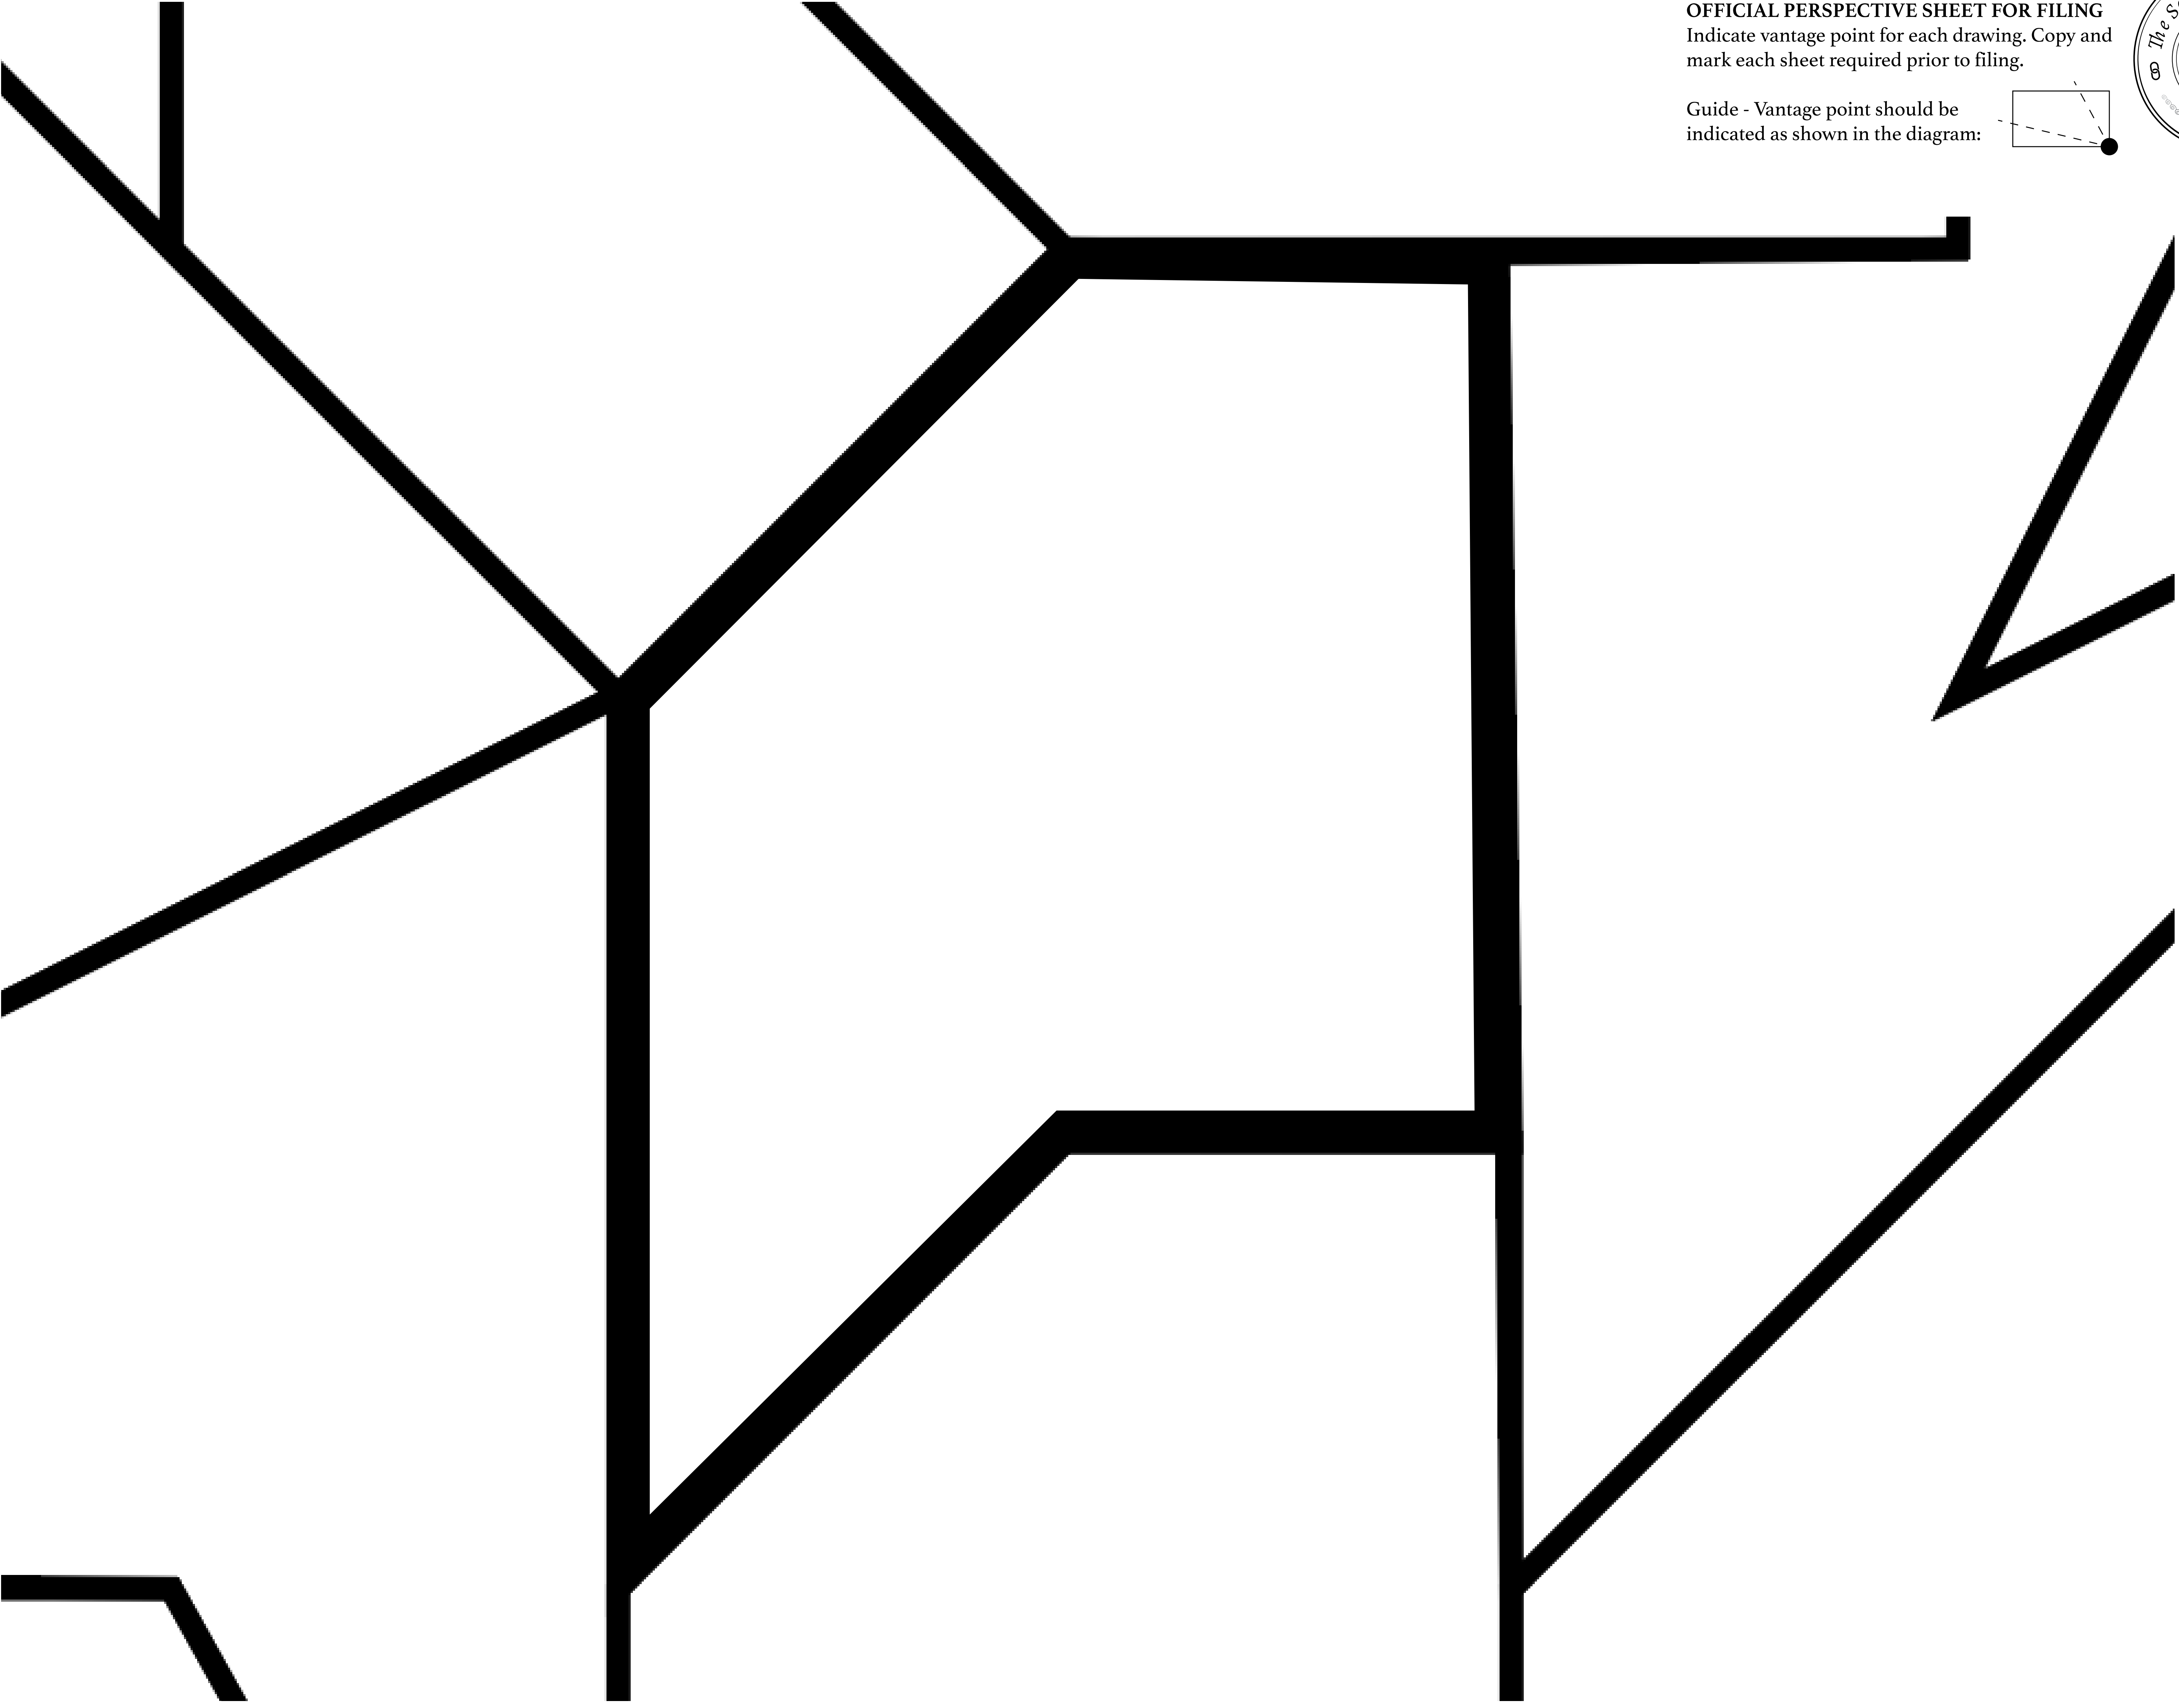 OFFICIAL PERSPECTIVE SHEET FOR FILING
Indicate vantage point for each drawing. Copy and
mark each sheet required prior to filing.
Guide - Vantage point should be
indicated as shown in the diagram:
The